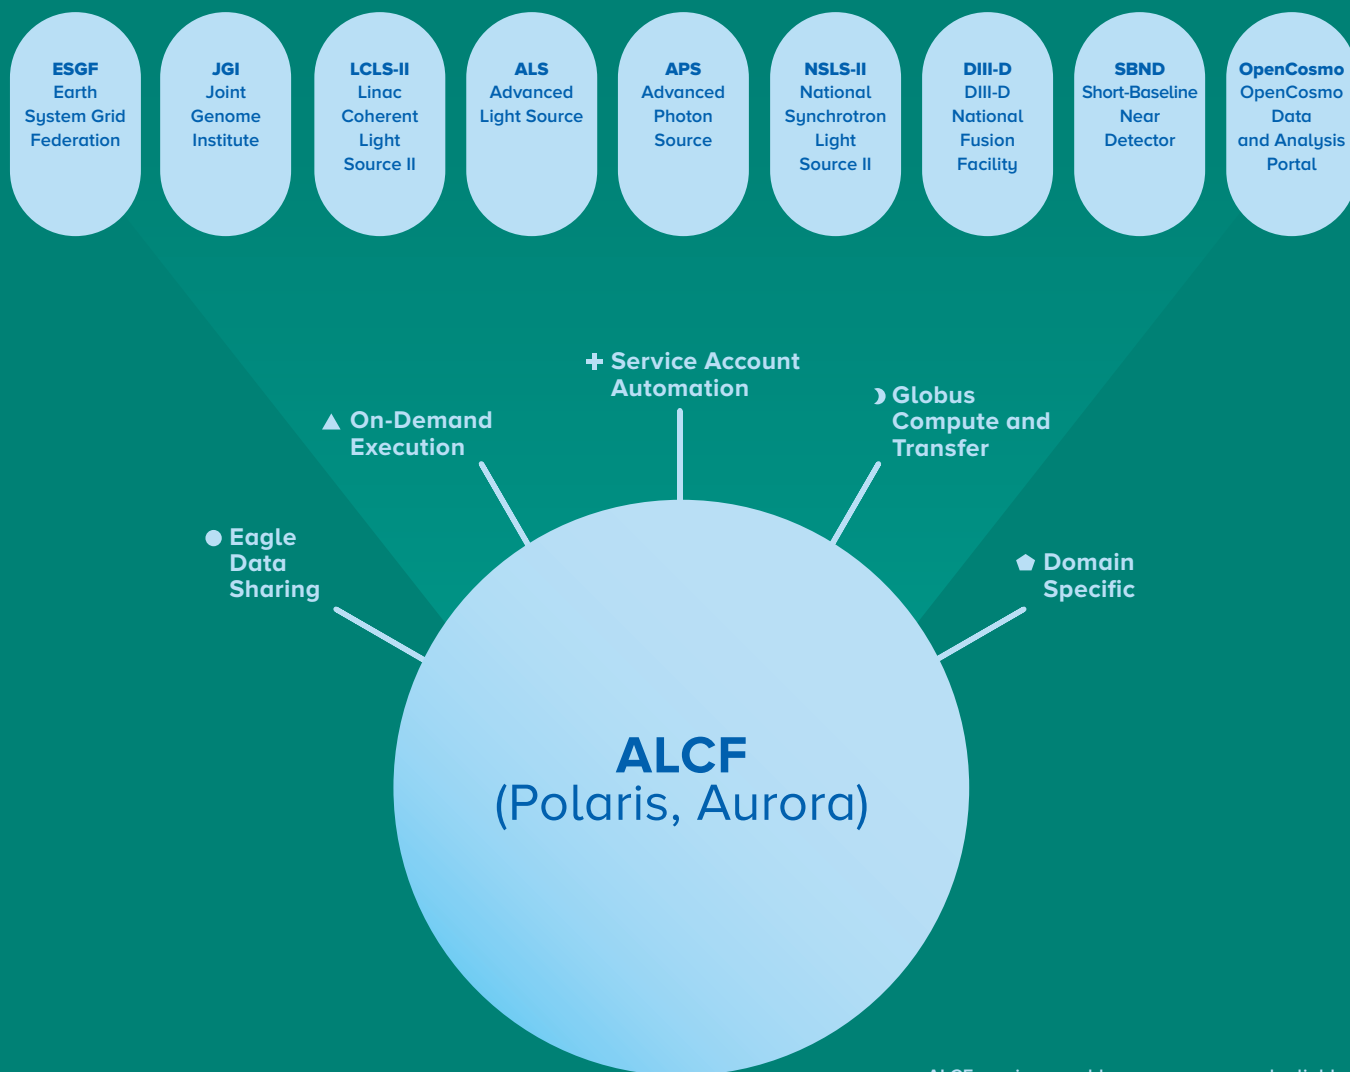 ESGF
Earth
System Grid
Federation
JGI
Joint
Genome
Institute
LCLS-II
Linac
Coherent
Light
Source II
ALS
Advanced
Light Source
APS
Advanced
Photon
Source
NSLS-II
National
Synchrotron
Light
Source II
DIII-D
DIII-D
National
Fusion
Facility
SBND
Short-Baseline
Near
Detector
OpenCosmo
OpenCosmo
Data
and Analysis
Portal
Service Account
Automation
Globus
Compute and
Transfer
On-Demand
Execution
Eagle
Data
Sharing
Domain
Specific
ALCF
(Polaris, Aurora)